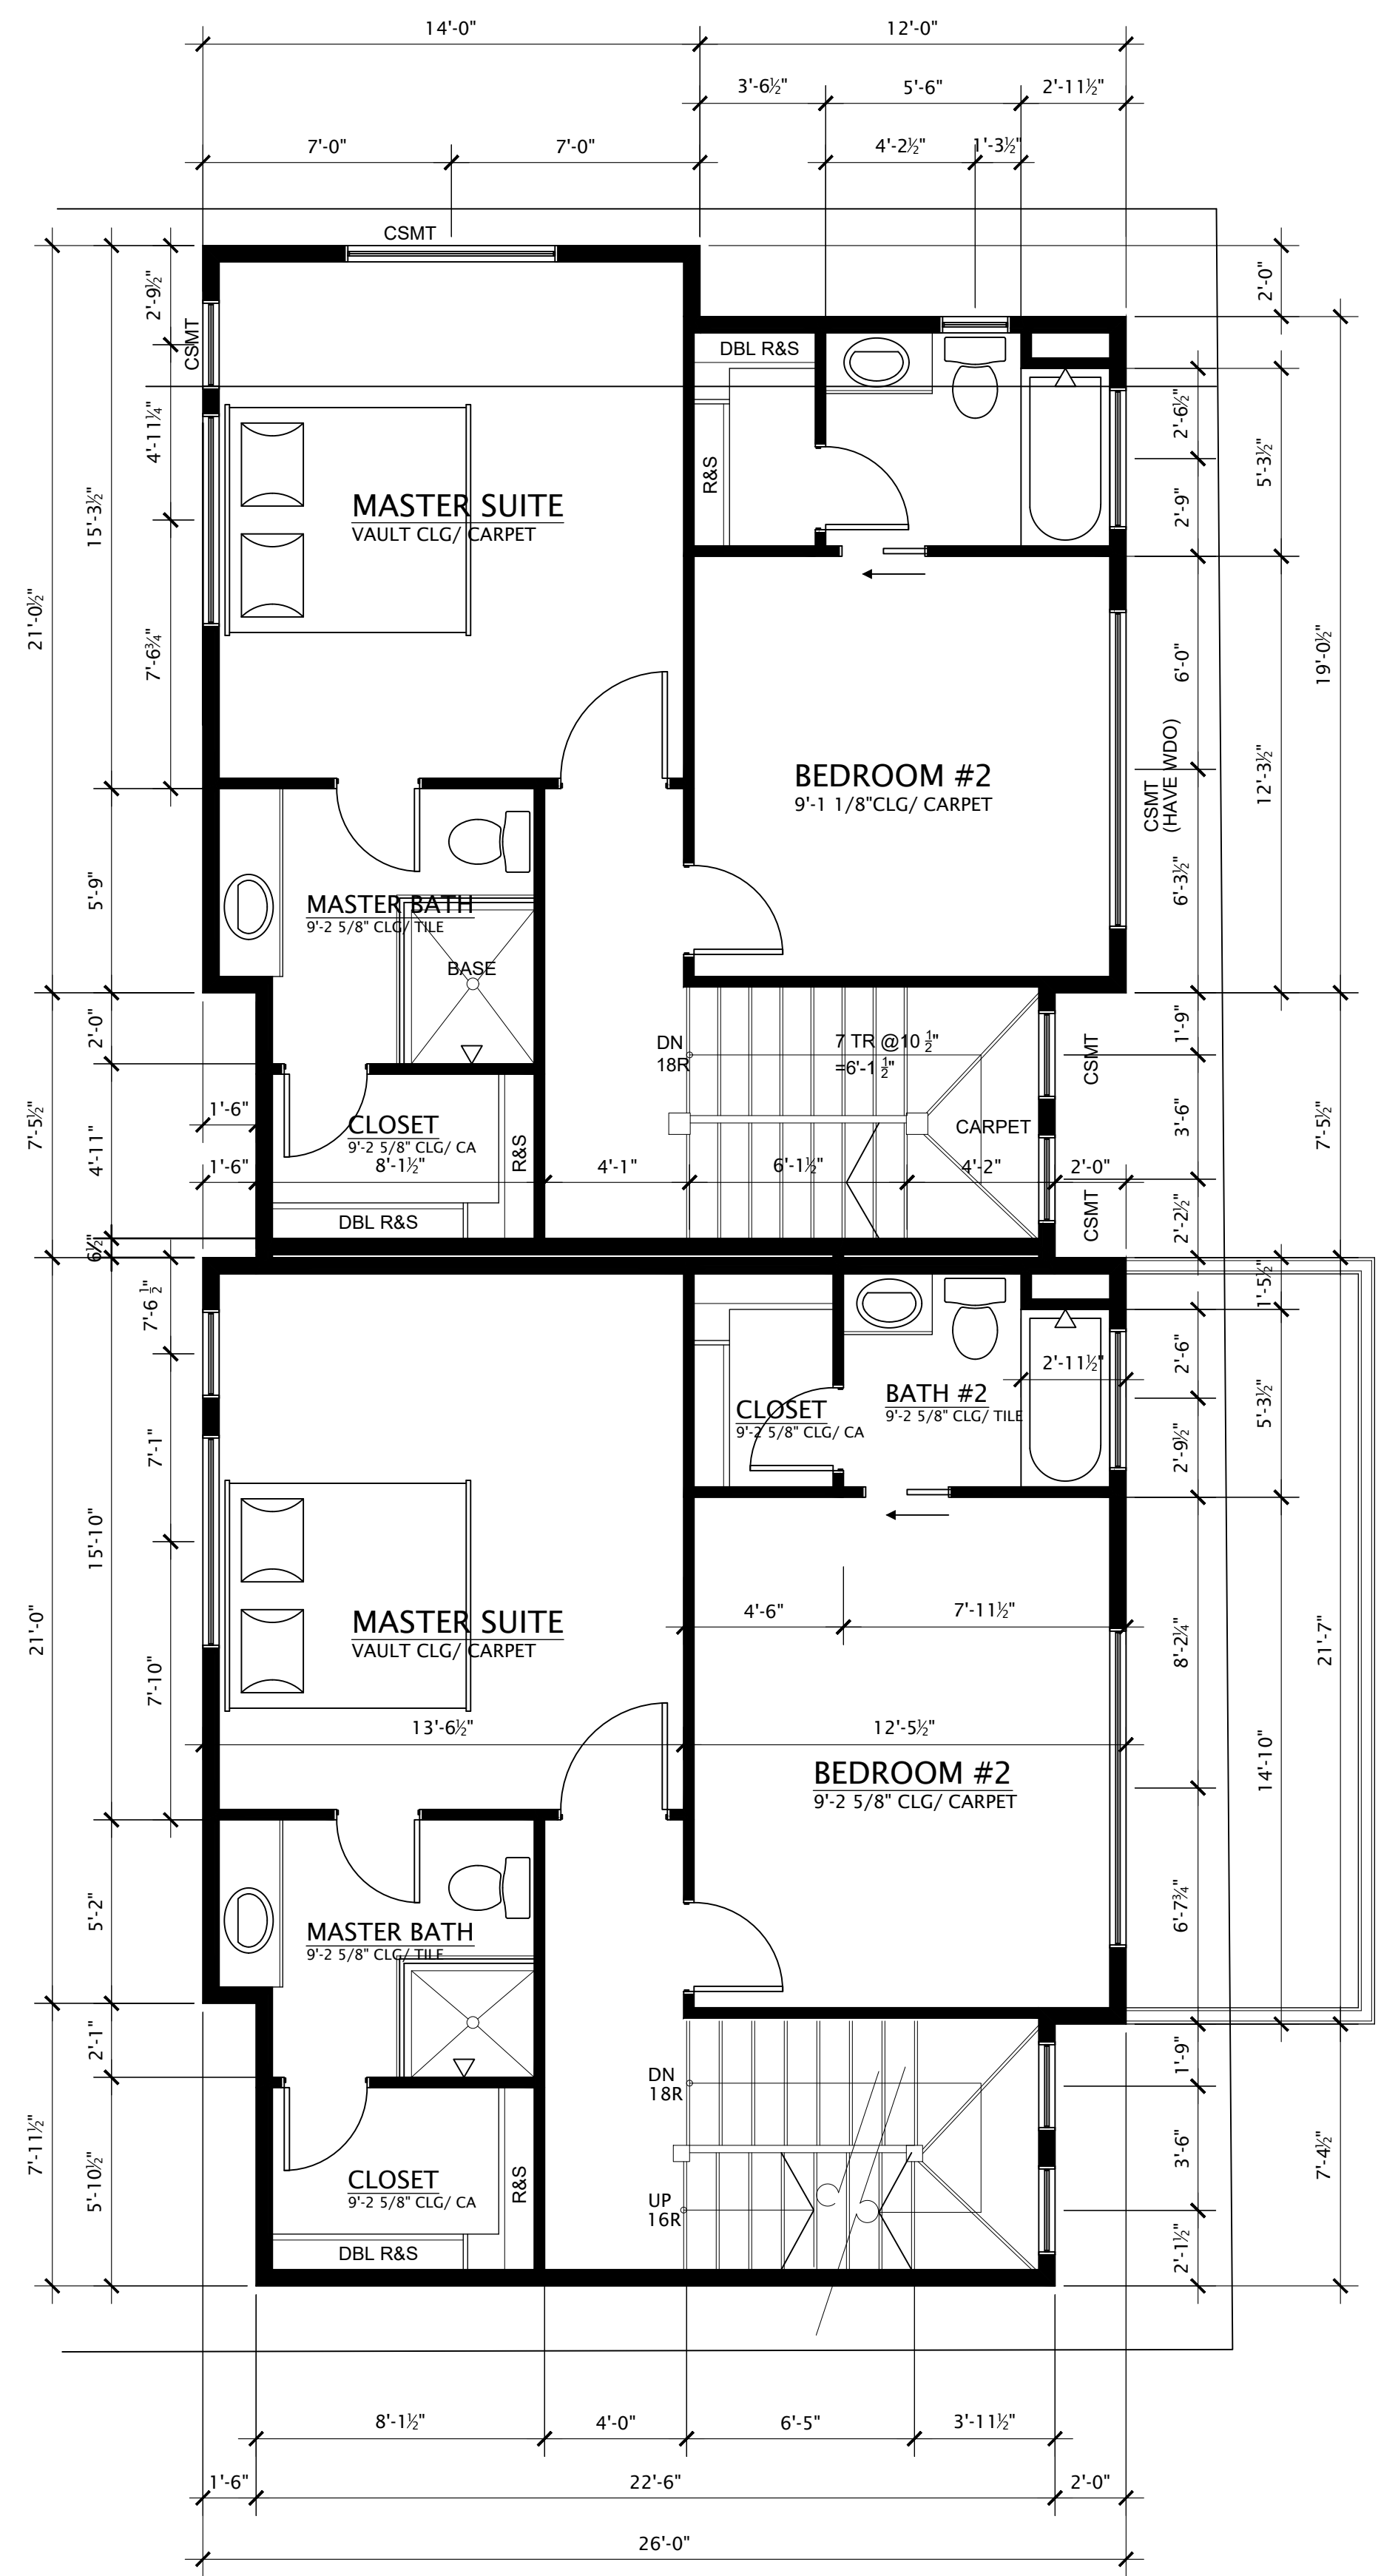 14'-0"
12'-0"
3'-6½"
5'-6"
2'-11½"
7'-0"
7'-0"
4'-2½"
1'-3½"
CSMT
2'-9½"
CSMT
2'-0"
DBL R&S
4'-11¼"
2'-6½"
15'-3½"
R&S
5'-3½"
MASTER SUITE
VAULT CLG/ CARPET
2'-9"
21'-0½"
7'-6¾"
6'-0"
19'-0½"
BEDROOM #2
9'-1 1/8"CLG/ CARPET
CSMT
(HAVE WDO)
12'-3½"
5'-9"
MASTER BATH
9'-2 5/8" CLG/ TILE
6'-3½"
BASE
2'-0"
DN
18R
7 TR @10 ½"
=6'-1 ½"
CSMT
1'-9"
7'-5½"
1'-6"
CLOSET
9'-2 5/8" CLG/ CA
CARPET
3'-6"
7'-5½"
4'-11"
R&S
1'-6"
8'-1½"
4'-1"
6'-1½"
4'-2"
2'-0"
DBL R&S
CSMT
2'-2½"
6½"
7'-6 ½"
1'-5½"
2'-6"
2'-11½"
7'-1"
CLOSET
9'-2 5/8" CLG/ CA
BATH #2
9'-2 5/8" CLG/ TILE
2'-9½"
5'-3½"
15'-10"
21'-0"
MASTER SUITE
VAULT CLG/ CARPET
4'-6"
7'-11½"
8'-2¼"
21'-7"
7'-10"
13'-6½"
12'-5½"
BEDROOM #2
9'-2 5/8" CLG/ CARPET
14'-10"
5'-2"
MASTER BATH
9'-2 5/8" CLG/ TILE
6'-7¾"
2'-1"
DN
18R
1'-9"
7'-11½"
5'-10½"
CLOSET
9'-2 5/8" CLG/ CA
R&S
UP
16R
3'-6"
7'-4½"
DBL R&S
2'-1½"
8'-1½"
4'-0"
6'-5"
3'-11½"
1'-6"
22'-6"
2'-0"
26'-0"